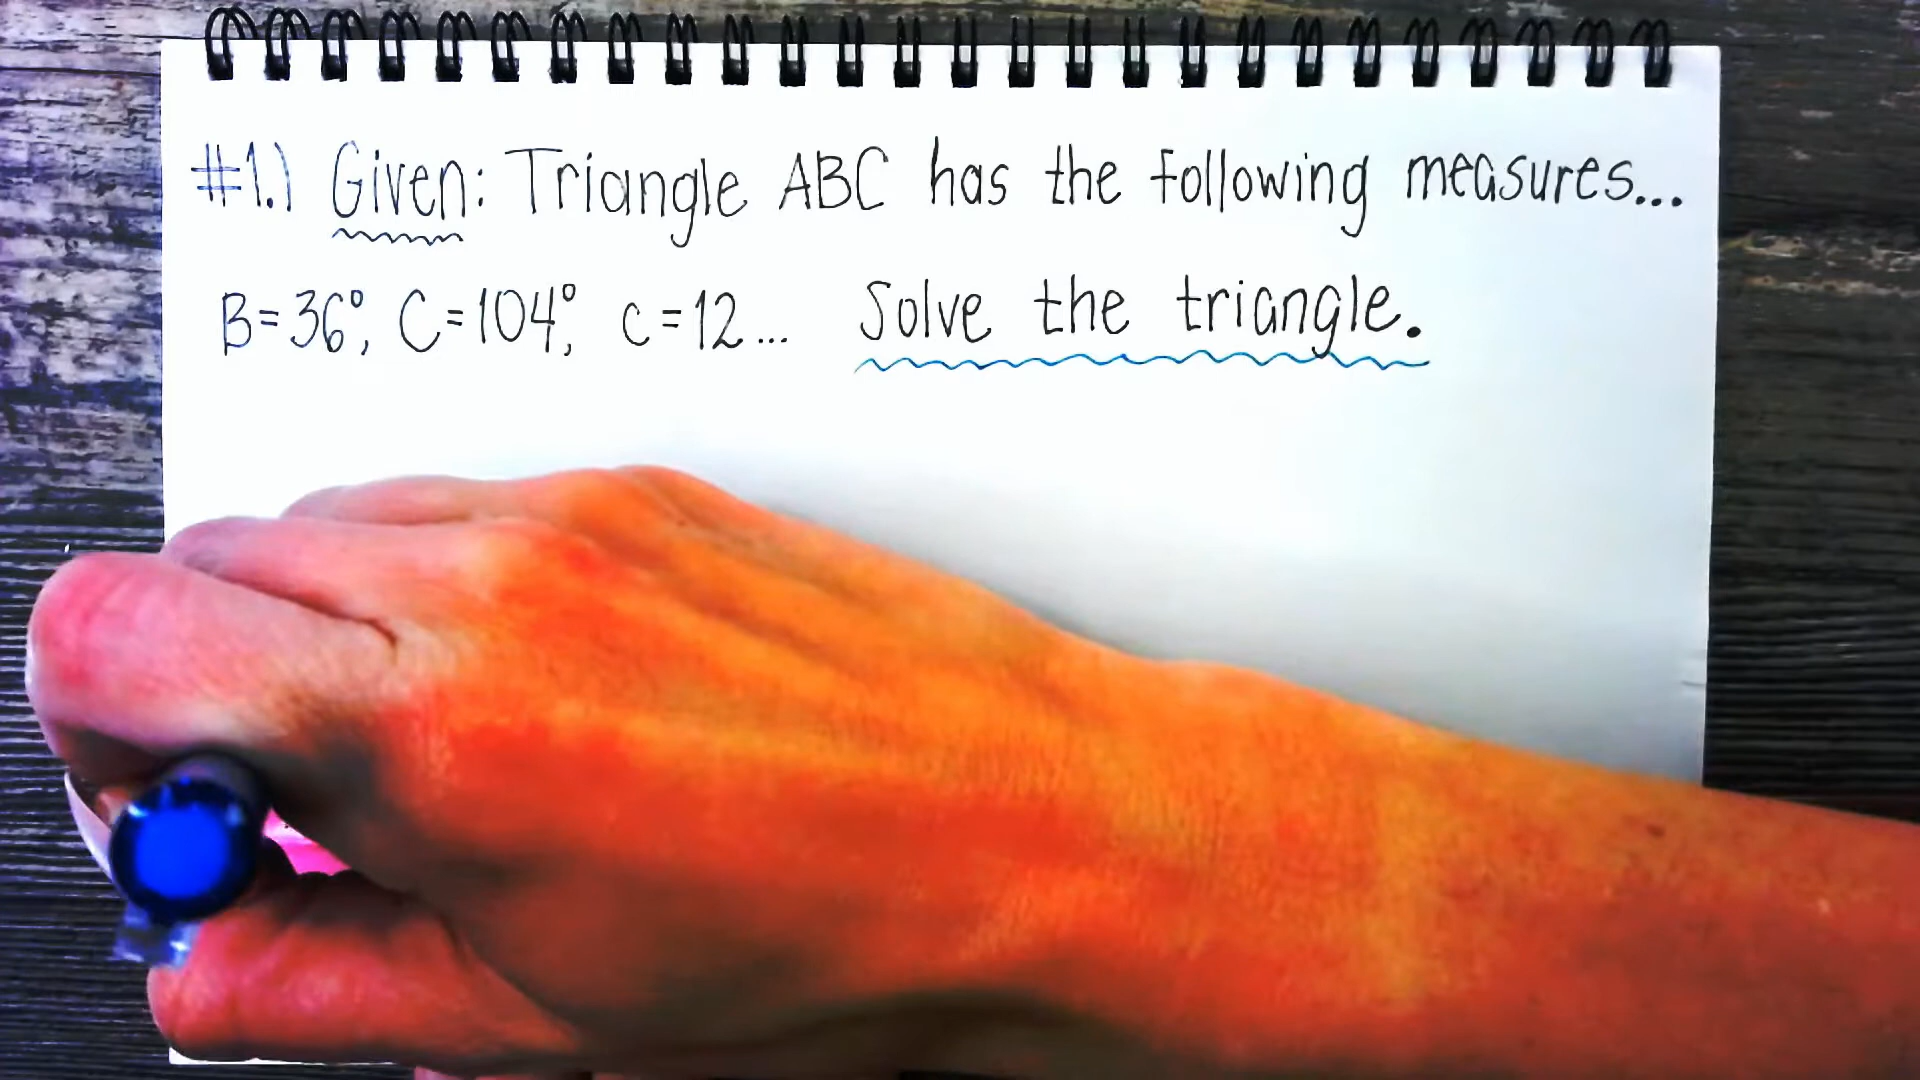 #1.) Given: Triangle ABC has the following measures...
B=36°, C=104°, c=12... Solve the triangle.